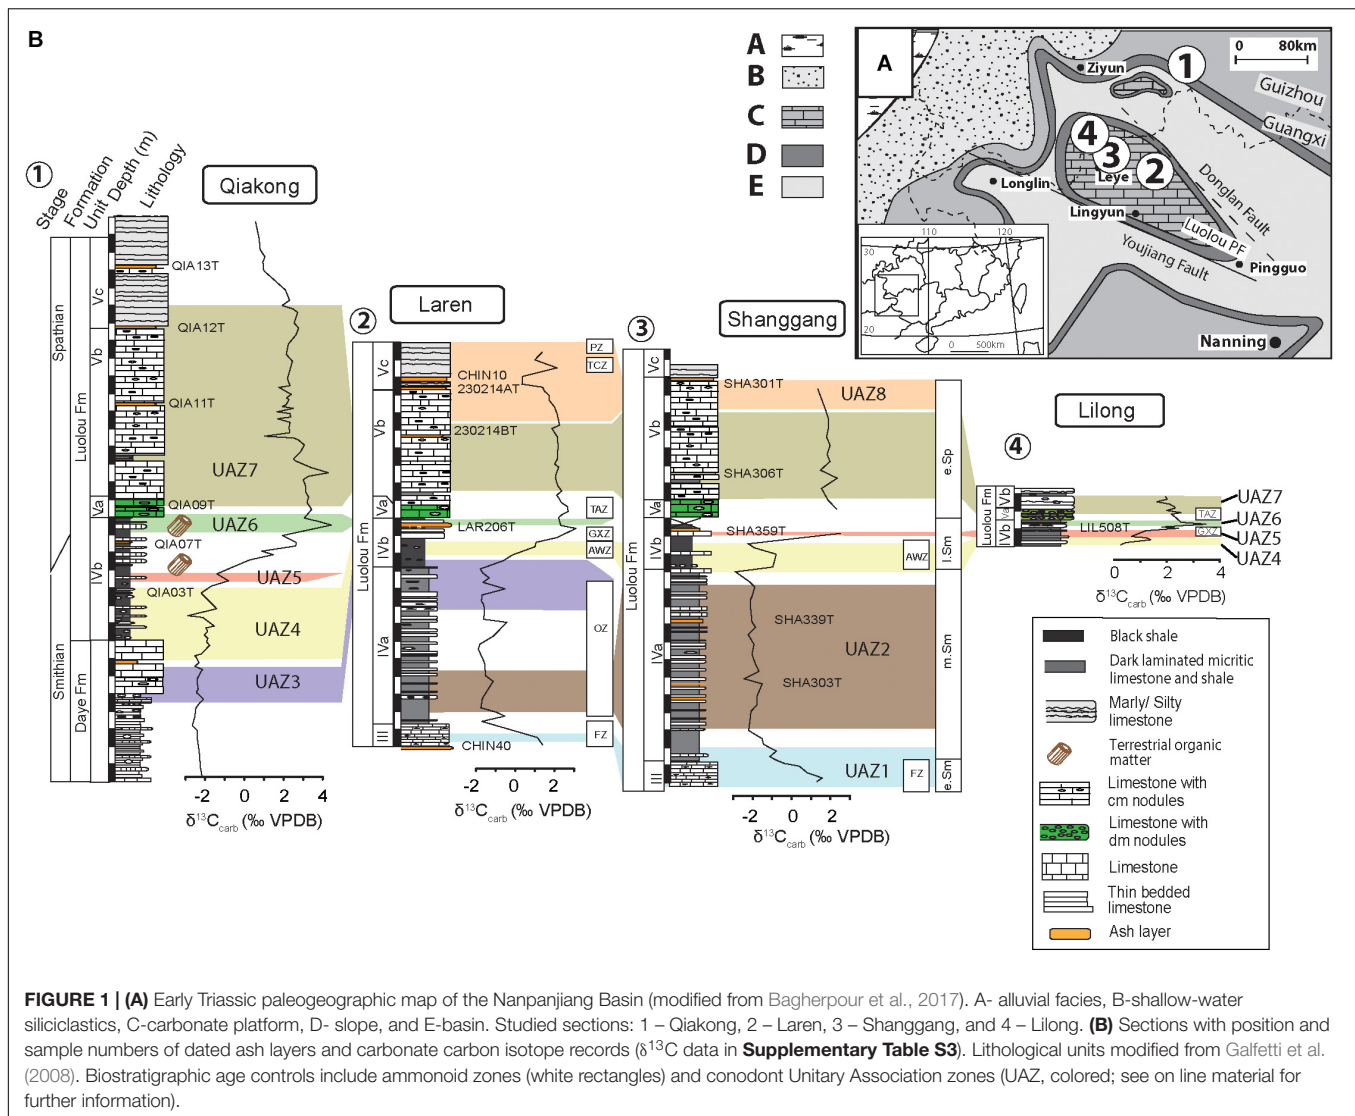 B
A
B
C
D
E
A
0 80km
Ziyun
1
Guizhou
Guangxi
4
3
2
Leye
Longlin
Lingyun
Donglan Fault
Luolou PF
Youjiang Fault
Pingguo
Nanning
110 120
30
20
0 500km
1
Stage
Formation
Unit Depth (m)
Lithology
Qiakong
Spathian
Smithian
Luolou Fm
Daye Fm
Vc
Vb
Va
IVb
QIA13T
QIA12T
QIA11T
UAZ7
QIA09T
UAZ6
QIA07T
UAZ5
QIA03T
UAZ4
UAZ3
-2 0 2 4
δ13Ccarb (‰ VPDB)
2
Laren
Luolou Fm
Vc
Vb
Va
IVb
IVa
III
CHIN10
230214AT
230214BT
LAR206T
CHIN40
PZ
TCZ
TAZ
GXZ
AWZ
OZ
FZ
-2 0 2
δ13Ccarb (‰ VPDB)
3
Shanggang
Luolou Fm
Vb
Va
IVb
IVa
III
SHA301T
UAZ8
SHA306T
SHA359T
SHA339T
UAZ2
SHA303T
UAZ1
AWZ
FZ
e.Sp
l.Sm
m.Sm
e.Sm
-2 0 2
δ13Ccarb (‰ VPDB)
Lilong
4
Luolou Fm
Vb
Va
IVb
LIL508T
TAZ
GXZ
UAZ7
UAZ6
UAZ5
UAZ4
0 2 4
δ13Ccarb (‰ VPDB)
Black shale
Dark laminated micritic
limestone and shale
Marly/ Silty
limestone
Terrestrial organic
matter
Limestone with
cm nodules
Limestone with
dm nodules
Limestone
Thin bedded
limestone
Ash layer
FIGURE 1 | (A) Early Triassic paleogeographic map of the Nanpanjiang Basin (modified from Bagherpour et al., 2017). A- alluvial facies, B-shallow-water
siliciclastics, C-carbonate platform, D- slope, and E-basin. Studied sections: 1 – Qiakong, 2 – Laren, 3 – Shanggang, and 4 – Lilong. (B) Sections with position and
sample numbers of dated ash layers and carbonate carbon isotope records (δ13C data in Supplementary Table S3). Lithological units modified from Galfetti et al.
(2008). Biostratigraphic age controls include ammonoid zones (white rectangles) and conodont Unitary Association zones (UAZ, colored; see on line material for
further information).